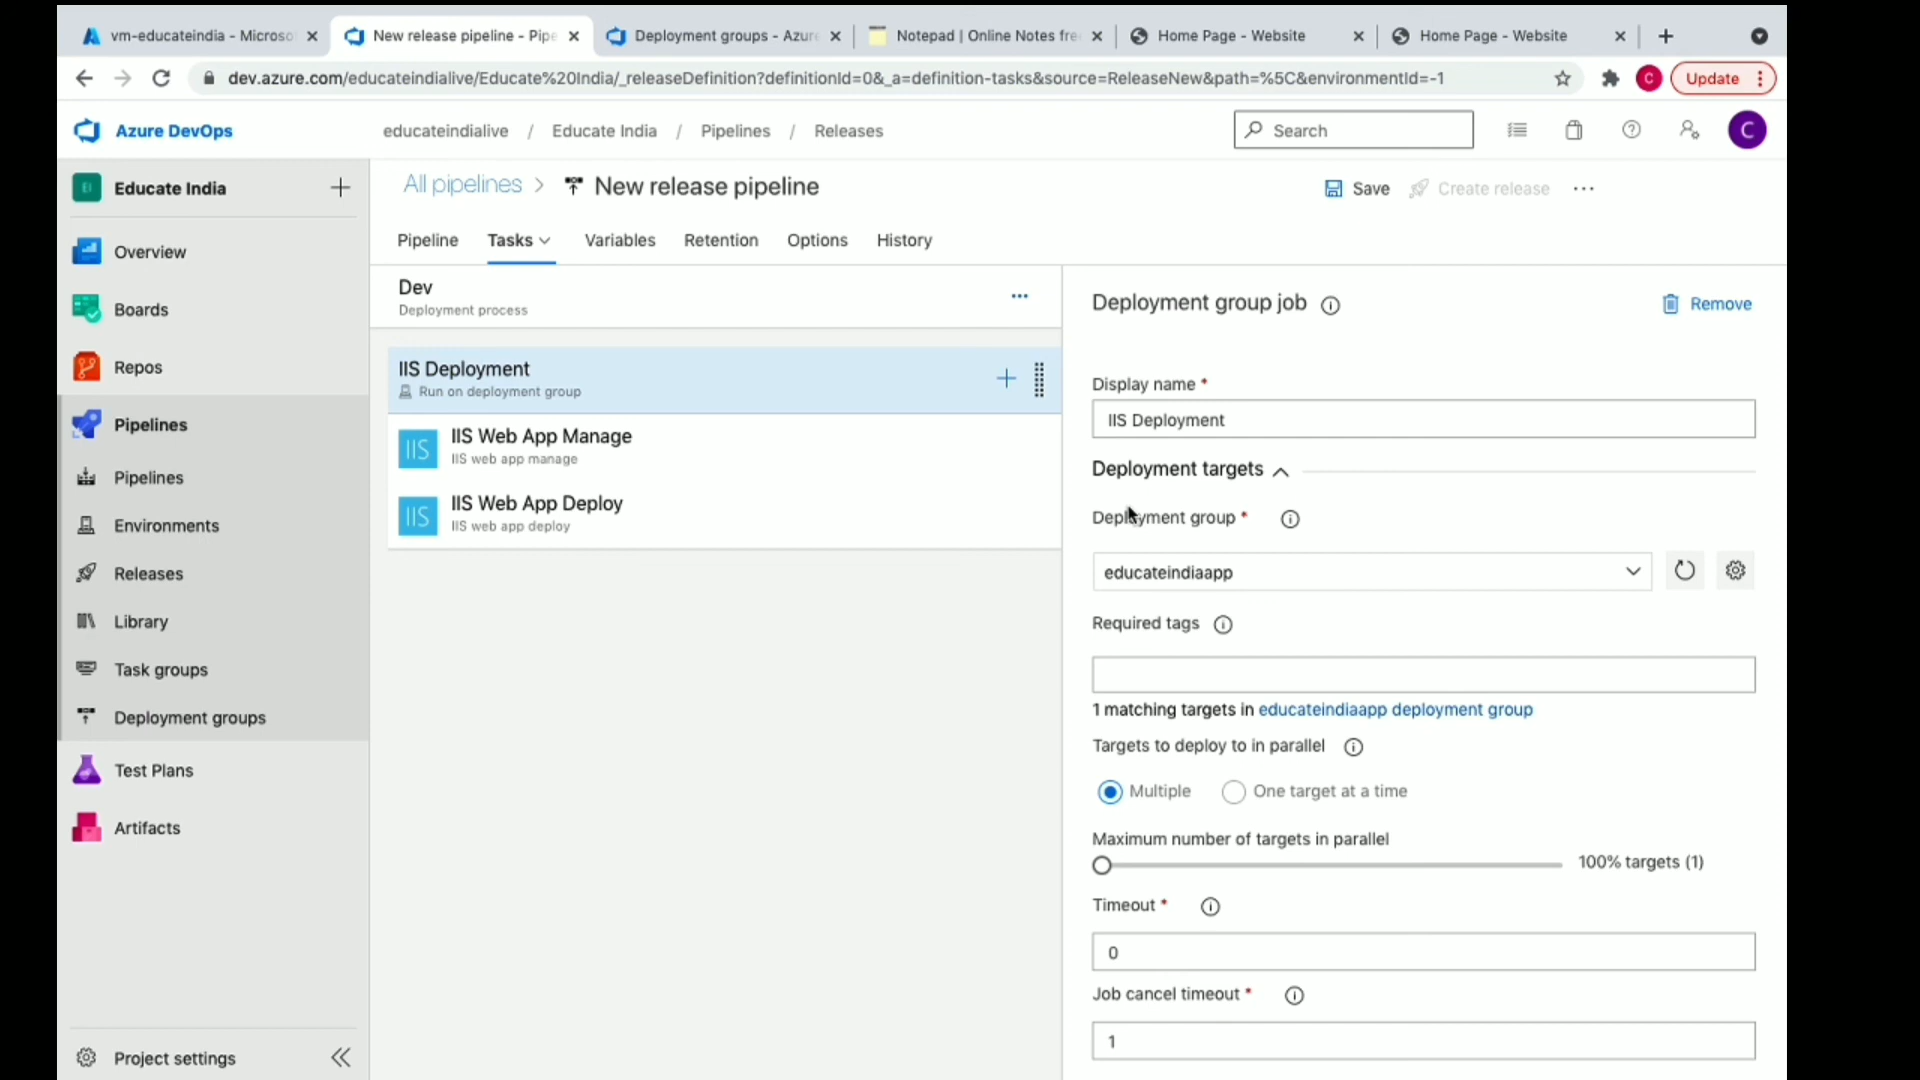 vm-educateindia - Microso
New release pipeline - Pipe
Deployment groups - Azure
Notepad | Online Notes fre
Home Page - Website
Home Page - Website
dev.azure.com/educateindialive/Educate%20India/_releaseDefinition?definitionId=0&_a=definition-tasks&source=ReleaseNew&path=%5C&environmentId=-1
C
Update
Azure DevOps
educateindialive / Educate India / Pipelines / Releases
Search
C
EI
Educate India
Overview
Boards
Repos
Pipelines
Pipelines
Environments
Releases
Library
Task groups
Deployment groups
Test Plans
Artifacts
Project settings
All pipelines > New release pipeline
Save
Create release
Pipeline
Tasks
Variables
Retention
Options
History
Dev
Deployment process
IIS Deployment
Run on deployment group
IIS
IIS Web App Manage
IIS web app manage
IIS
IIS Web App Deploy
IIS web app deploy
Deployment group job
Remove
Display name *
IIS Deployment
Deployment targets
Deployment group *
educateindiaapp
Required tags
1 matching targets in educateindiaapp deployment group
Targets to deploy to in parallel
Multiple
One target at a time
Maximum number of targets in parallel
100% targets (1)
Timeout *
0
Job cancel timeout *
1